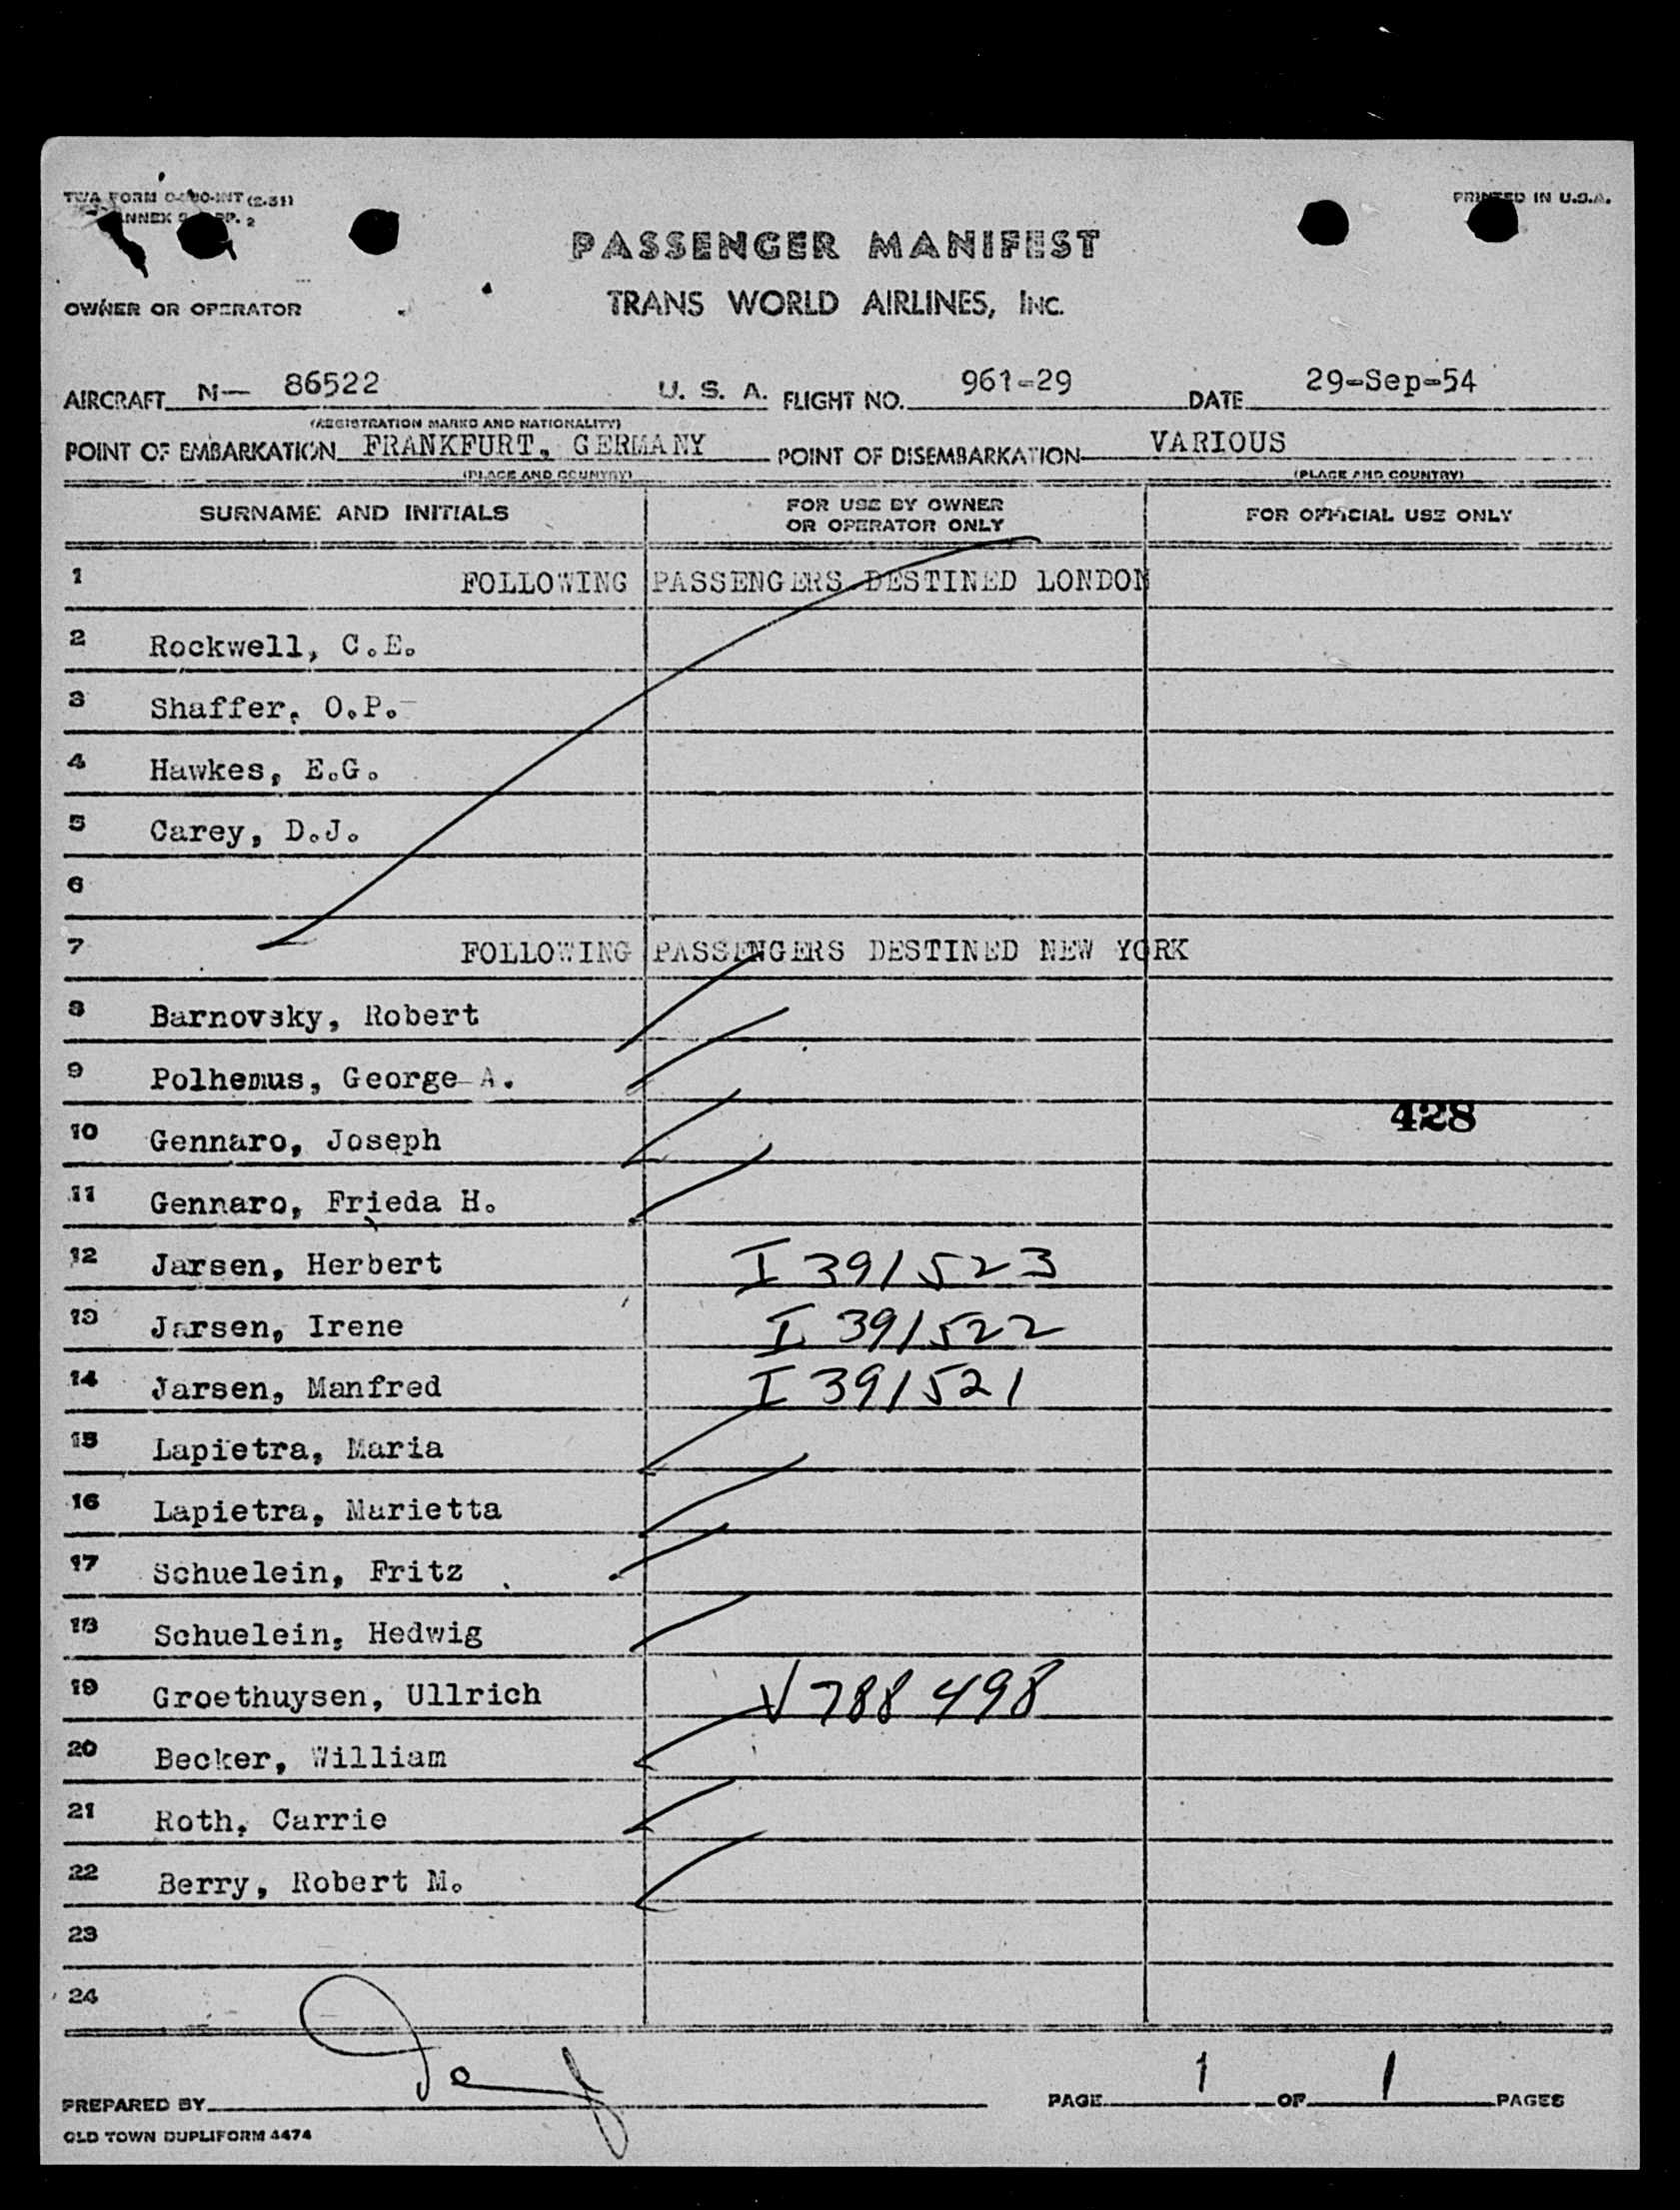 TWA FORM (2-51)
ANNEX
PRINTED IN U.S.A.
PASSENGER MANIFEST
OWNER OR OPERATOR
TRANS WORLD AIRLINES, INC.
AIRCRAFT N— 86522 U. S. A. FLIGHT NO. 961-29 DATE 29-Sep-54
(REGISTRATION MARKS AND NATIONALITY)
POINT OF EMBARKATION FRANKFURT, GERMANY POINT OF DISEMBARKATION VARIOUS
(PLACE AND COUNTRY) (PLACE AND COUNTRY)
SURNAME AND INITIALS FOR USE BY OWNER OR OPERATOR ONLY FOR OFFICIAL USE ONLY
1 FOLLOWING PASSENGERS DESTINED LONDON
2 Rockwell, C.E.
3 Shaffer, O.P.
4 Hawkes, E.G.
5 Carey, D.J.
6
7 FOLLOWING PASSENGERS DESTINED NEW YORK
8 Barnovsky, Robert
9 Polhemus, George A.
428
10 Gennaro, Joseph
11 Gennaro, Frieda H.
12 Jarsen, Herbert I 391523
13 Jarsen, Irene I 391522
14 Jarsen, Manfred I 391521
15 Lapietra, Maria
16 Lapietra, Marietta
17 Schuelein, Fritz
18 Schuelein, Hedwig
19 Groethuysen, Ullrich V 788498
20 Becker, William
21 Roth, Carrie
22 Berry, Robert M.
23
24
PREPARED BY PAGE 1 OF 1 PAGES
OLD TOWN DUPLIFORM 4474